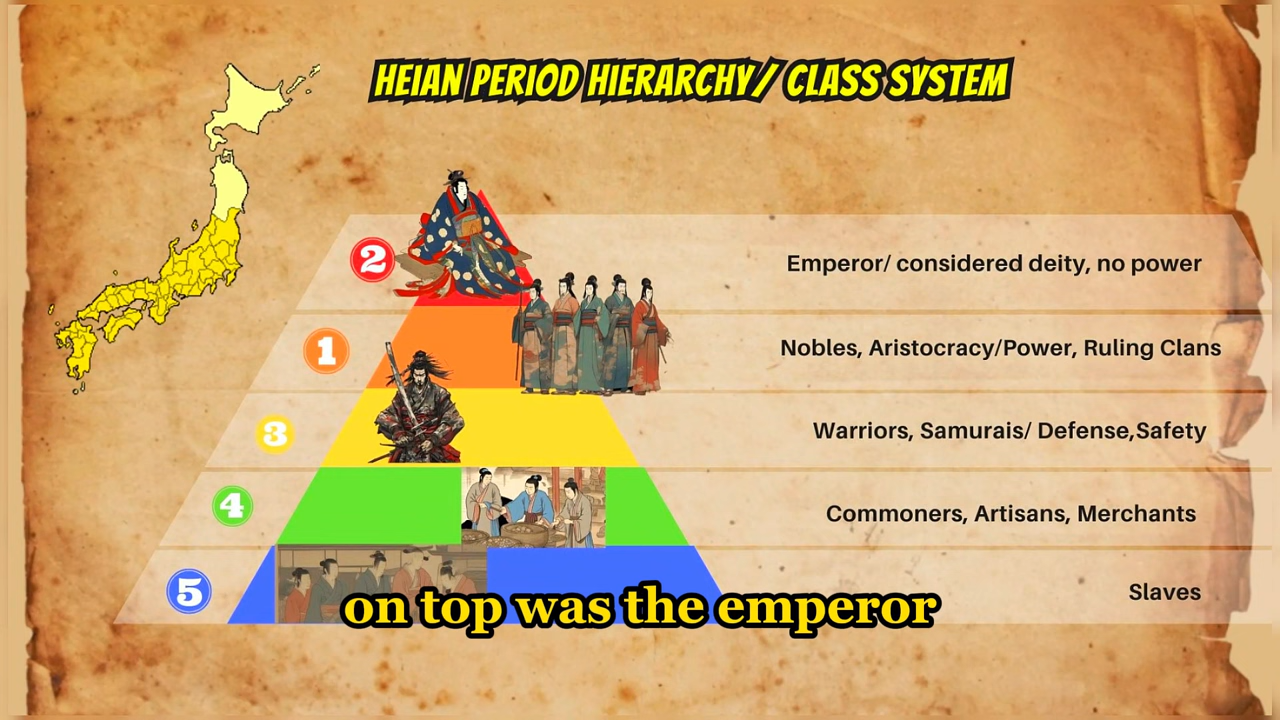 HEIAN PERIOD HIERARCHY/ CLASS SYSTEM
2
Emperor/ considered deity, no power
1
Nobles, Aristocracy/Power, Ruling Clans
3
Warriors, Samurais/ Defense,Safety
4
Commoners, Artisans, Merchants
5
Slaves
on top was the emperor